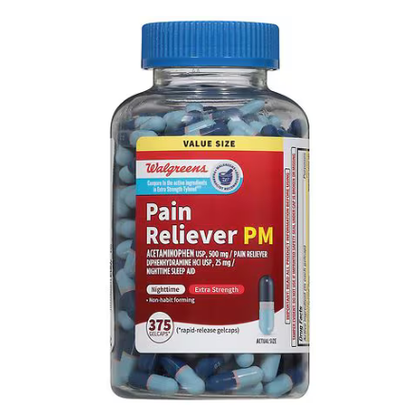 VALUE SIZE
Walgreens
Compare to the active ingredients
in Extra Strength Tylenol
Pain
Reliever PM
ACETAMINOPHEN USP, 500 mg / PAIN RELIEVER
DIPHENHYDRAMINE HCl USP, 25 mg /
NIGHTTIME SLEEP AID
Nighttime
Extra Strength
• Non-habit forming
375
GELCAPS*
(*rapid-release gelcaps)
ACTUAL SIZE
Drug Facts